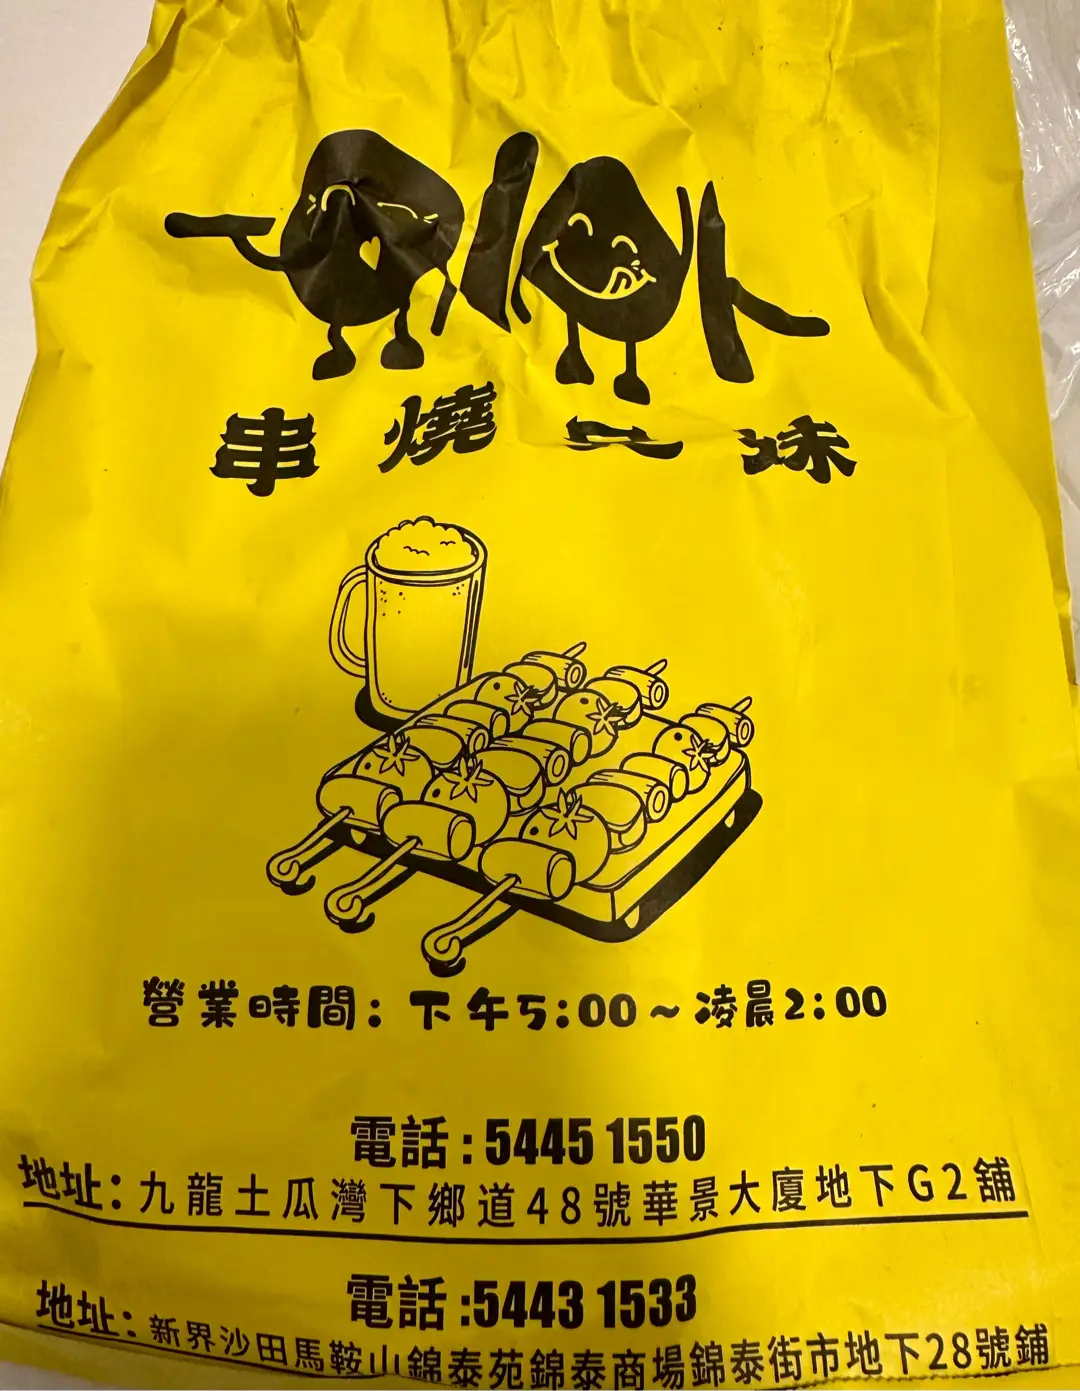 串燒一味
營業時間：下午5:00～凌晨2:00
電話：5445 1550
地址：九龍土瓜灣下鄉道48號華景大廈地下G2舖
電話：5443 1533
地址：新界沙田馬鞍山錦泰苑錦泰商場錦泰街市地下28號鋪